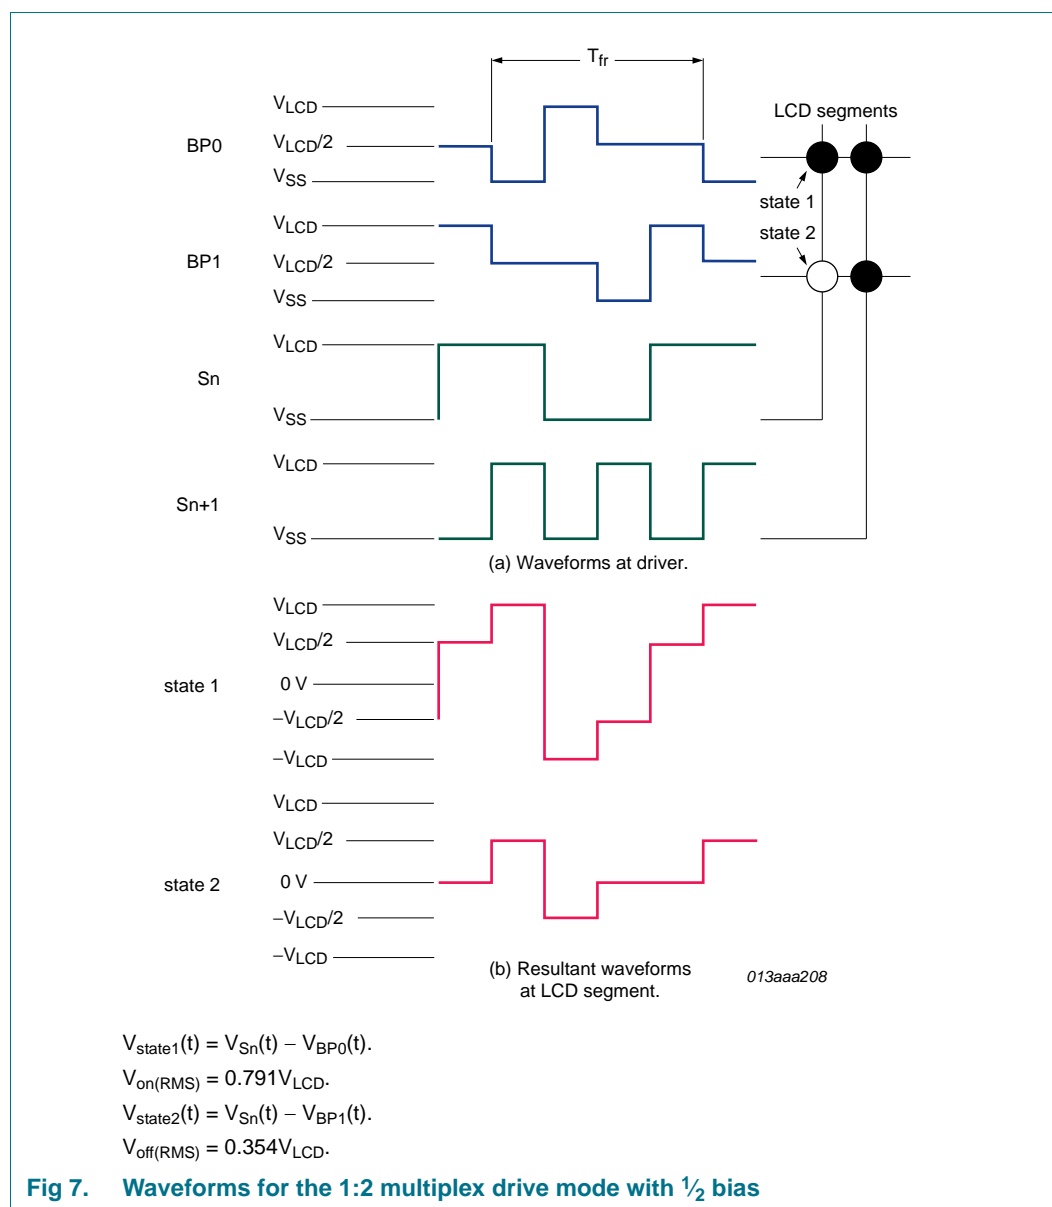 Tfr
VLCD
BP0
VLCD/2
VSS
LCD segments
state 1
state 2
VLCD
BP1
VLCD/2
VSS
VLCD
Sn
VSS
VLCD
Sn+1
VSS
(a) Waveforms at driver.
VLCD
VLCD/2
state 1
0 V
−VLCD/2
−VLCD
VLCD
VLCD/2
state 2
0 V
−VLCD/2
−VLCD
(b) Resultant waveforms
at LCD segment.
013aaa208
Vstate1(t) = VSn(t) − VBP0(t).
Von(RMS) = 0.791VLCD.
Vstate2(t) = VSn(t) − VBP1(t).
Voff(RMS) = 0.354VLCD.
Fig 7. Waveforms for the 1:2 multiplex drive mode with 1⁄2 bias